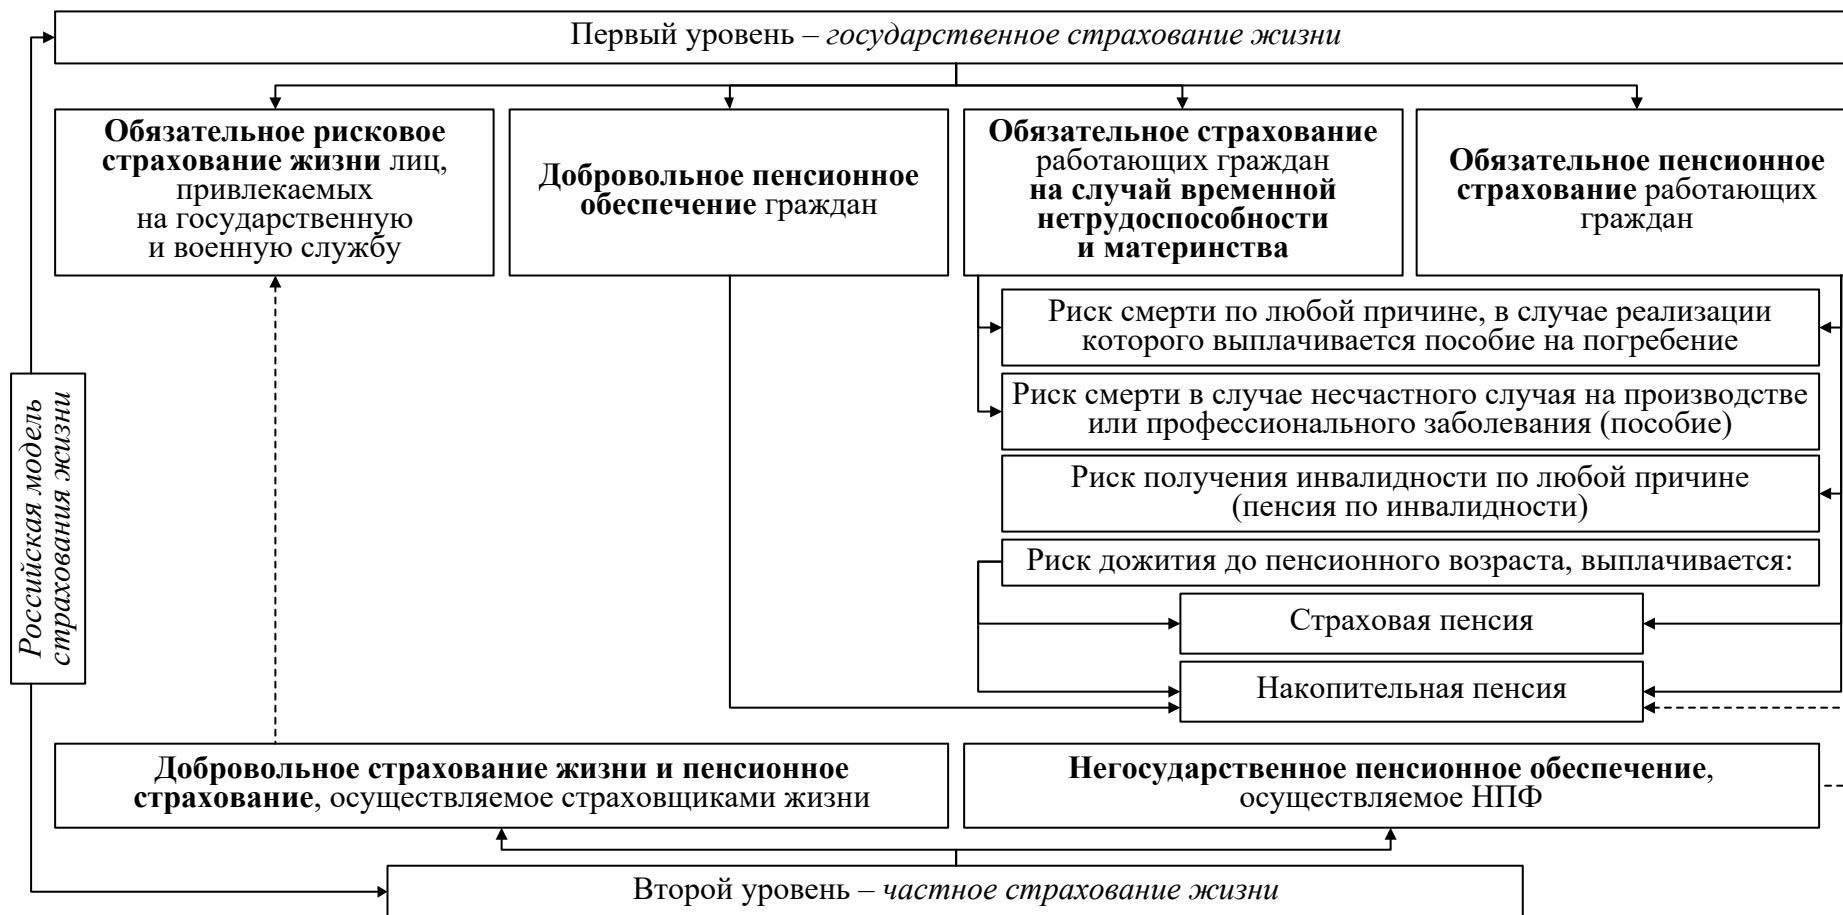 Первый уровень – государственное страхование жизни
Обязательное рисковое
страхование жизни лиц,
привлекаемых
на государственную
и военную службу
Добровольное пенсионное
обеспечение граждан
Обязательное страхование
работающих граждан
на случай временной
нетрудоспособности
и материнства
Обязательное пенсионное
страхование работающих
граждан
Риск смерти по любой причине, в случае реализации
которого выплачивается пособие на погребение
Риск смерти в случае несчастного случая на производстве
или профессионального заболевания (пособие)
Риск получения инвалидности по любой причине
(пенсия по инвалидности)
Риск дожития до пенсионного возраста, выплачивается:
Страховая пенсия
Накопительная пенсия
Российская модель
страхования жизни
Добровольное страхование жизни и пенсионное
страхование, осуществляемое страховщиками жизни
Негосударственное пенсионное обеспечение,
осуществляемое НПФ
Второй уровень – частное страхование жизни